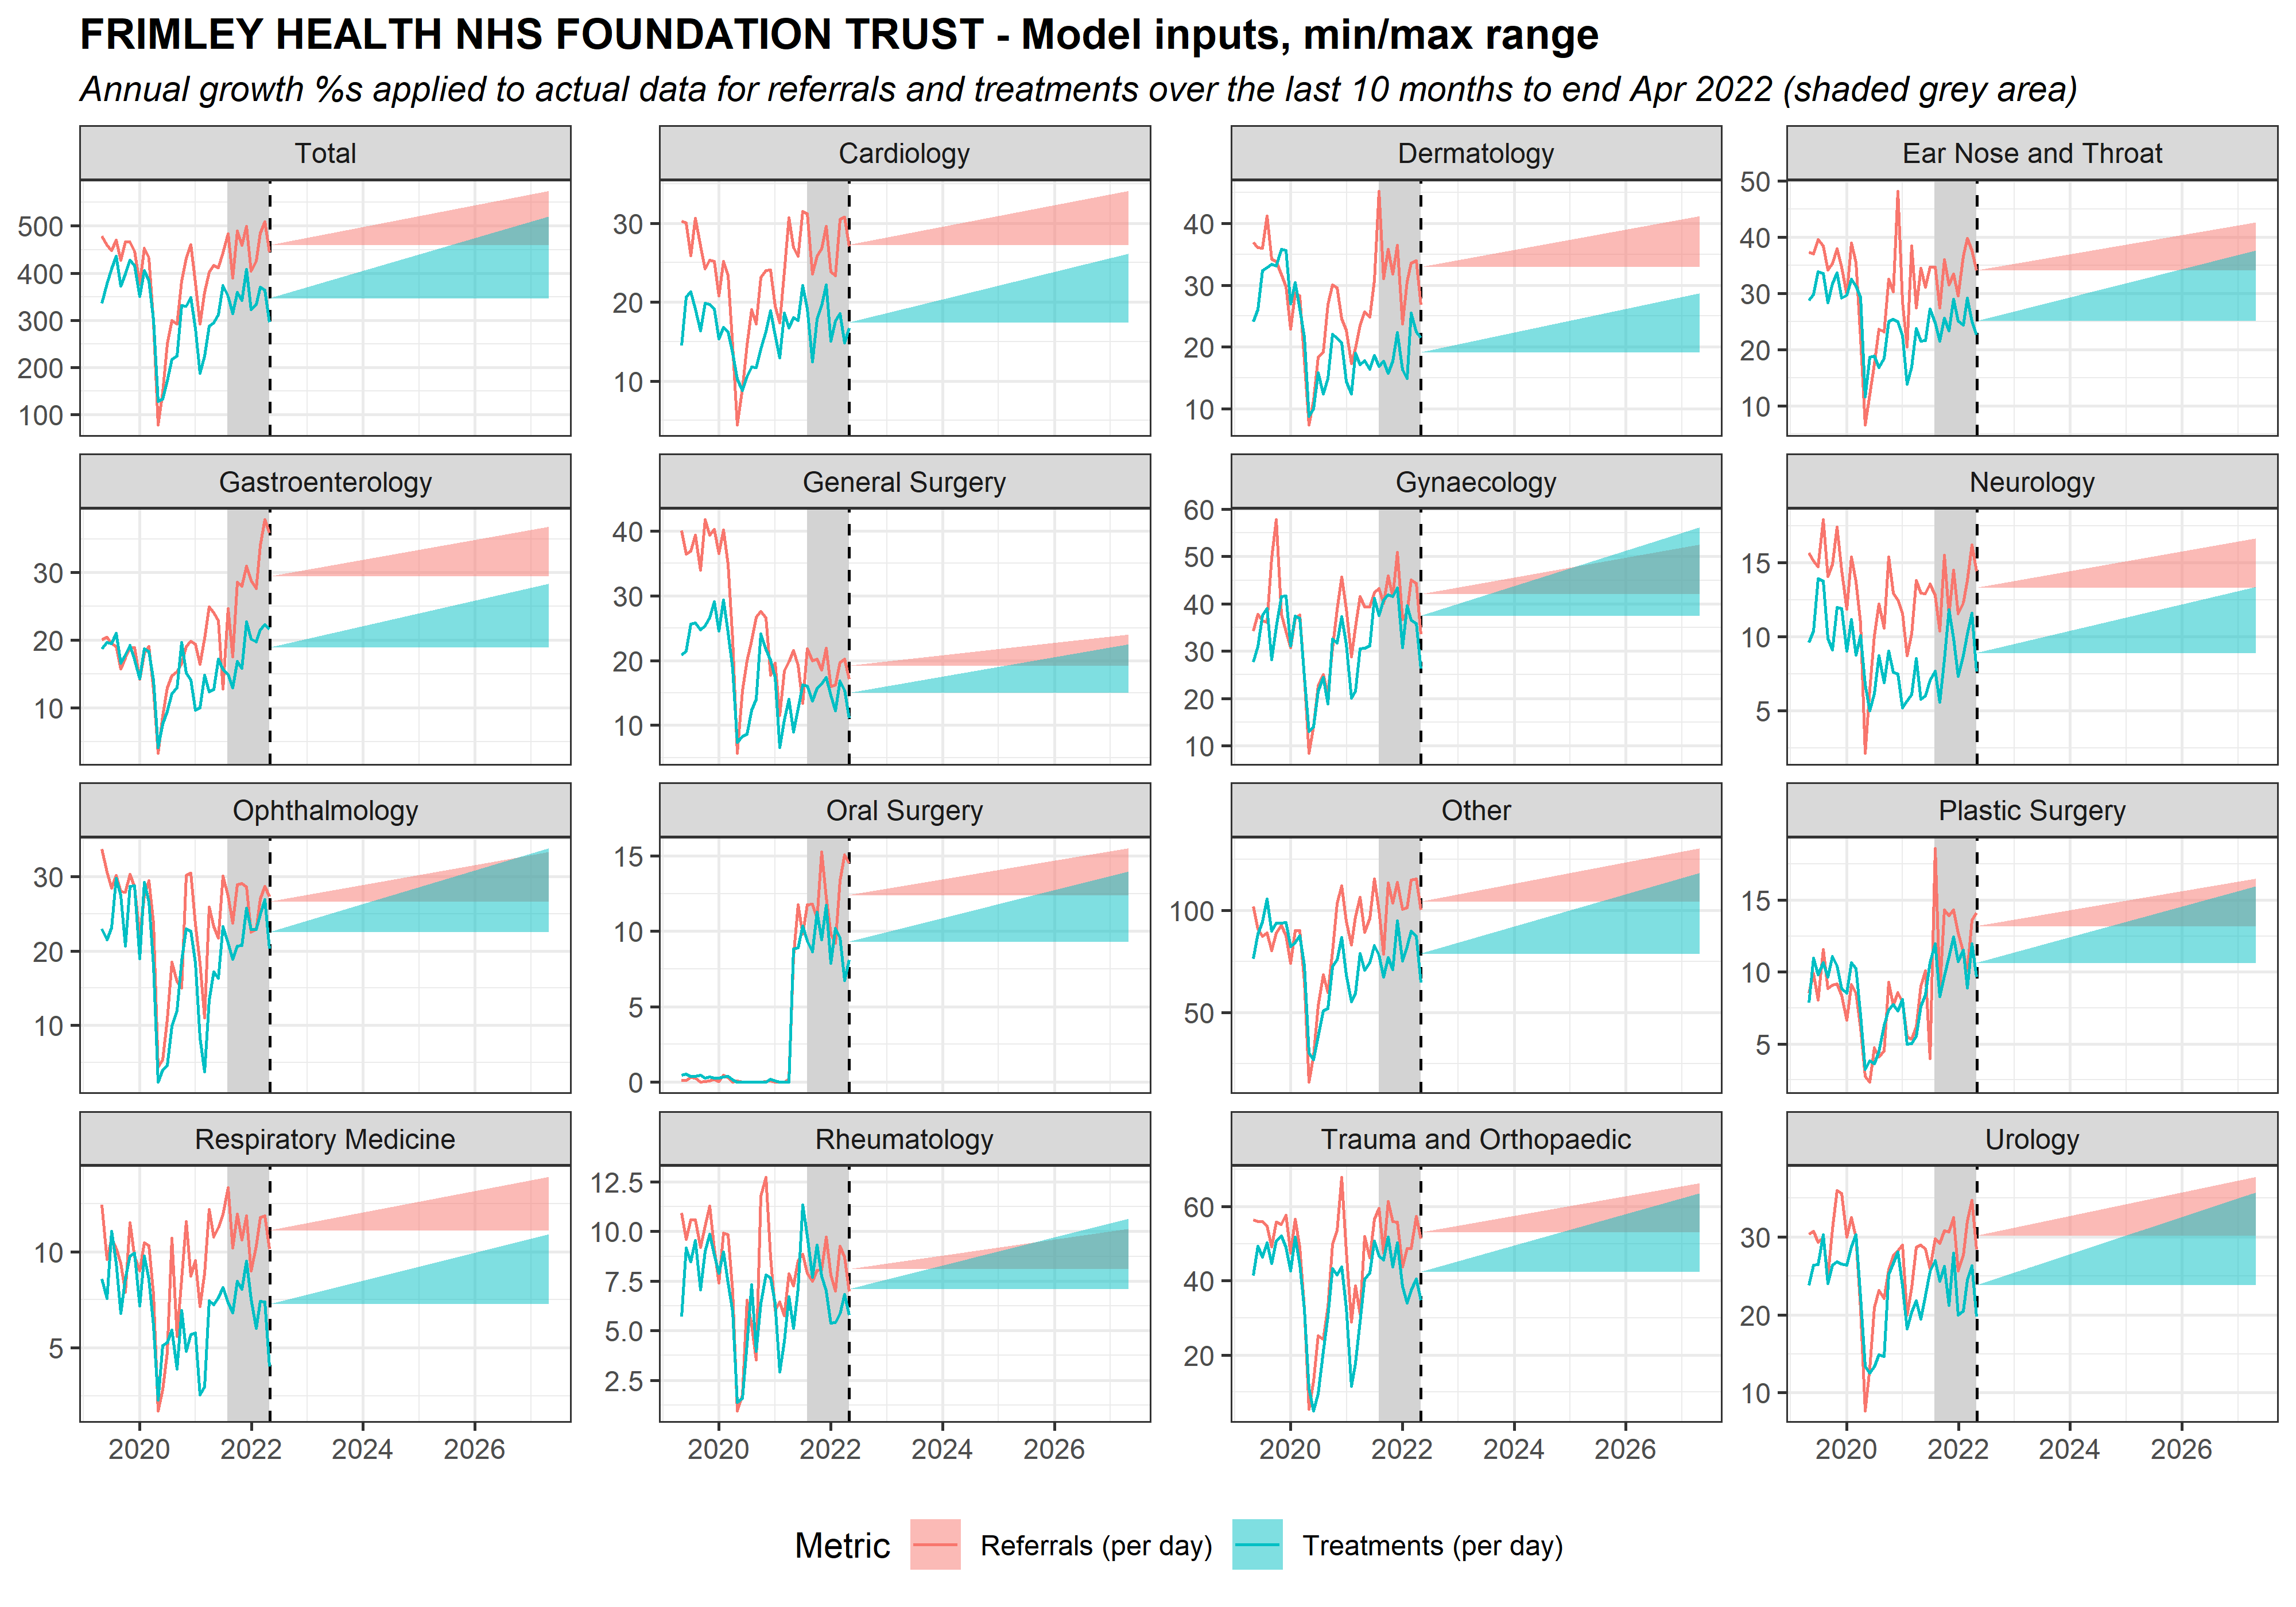 FRIMLEY HEALTH NHS FOUNDATION TRUST - Model inputs, min/max range
Annual growth %s applied to actual data for referrals and treatments over the last 10 months to end Apr 2022 (shaded grey area)
Total
500
400
300
200
100
Cardiology
30
20
10
Dermatology
40
30
20
10
Ear Nose and Throat
50
40
30
20
10
Gastroenterology
30
20
10
General Surgery
40
30
20
10
Gynaecology
60
50
40
30
20
10
Neurology
15
10
5
Ophthalmology
30
20
10
Oral Surgery
15
10
5
0
Other
100
50
Plastic Surgery
15
10
5
Respiratory Medicine
10
5
2020 2022 2024 2026
Rheumatology
12.5
10.0
7.5
5.0
2.5
2020 2022 2024 2026
Trauma and Orthopaedic
60
40
20
2020 2022 2024 2026
Urology
30
20
10
2020 2022 2024 2026
Metric Referrals (per day) Treatments (per day)